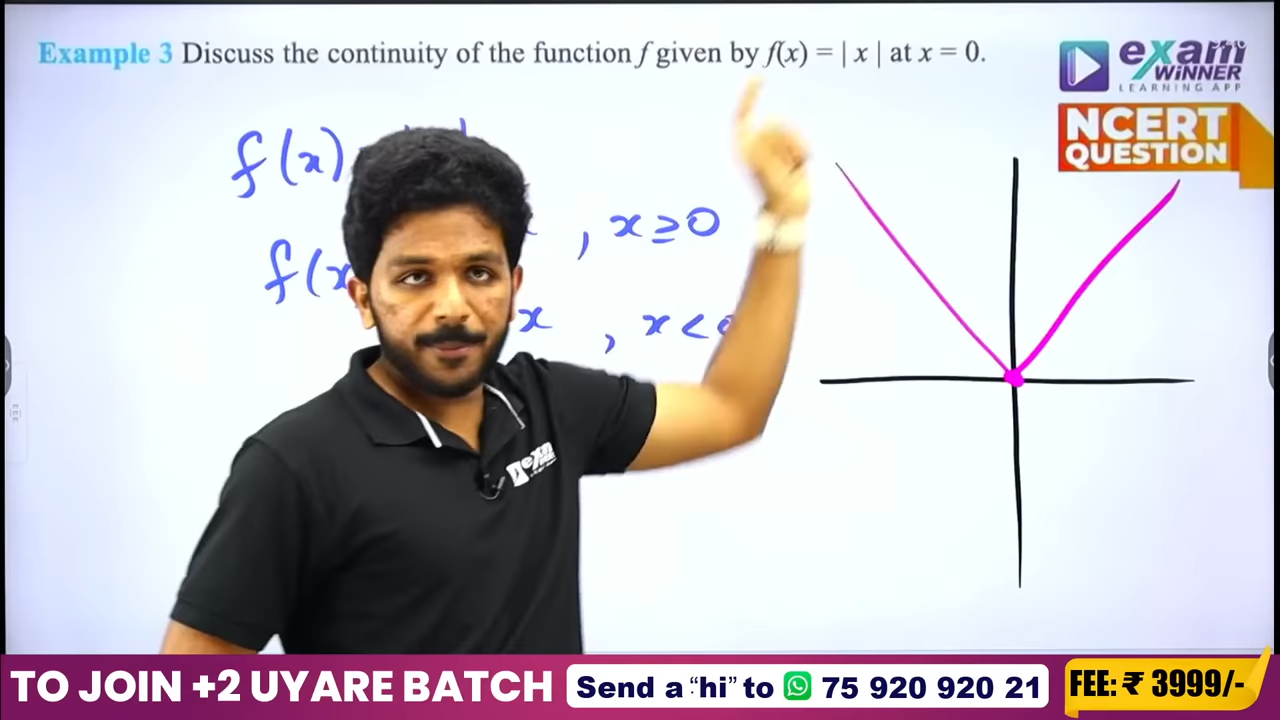 Example 3 Discuss the continuity of the function f given by f(x) = | x | at x = 0.
exam
WINNER
LEARNING APP
NCERT
QUESTION
f(x)
, x ≥ 0
f(x
x , x <
TO JOIN +2 UYARE BATCH
Send a “hi” to 75 920 920 21
FEE: ₹ 3999/-